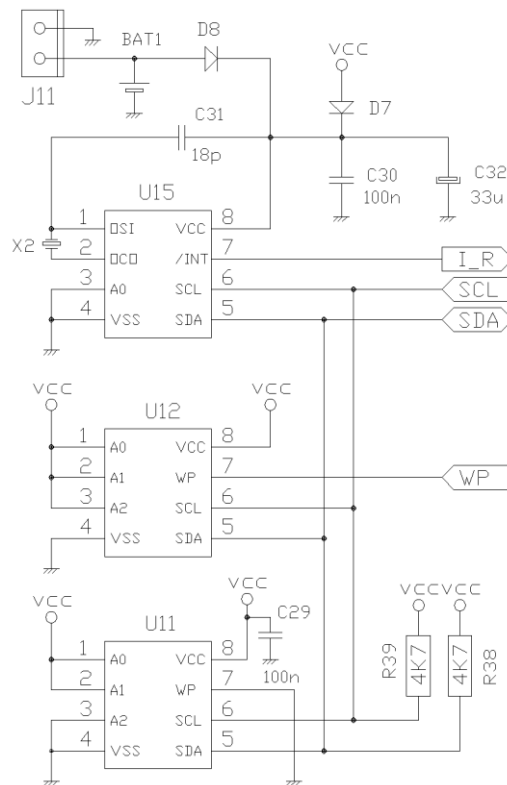 BAT1
D8
VCC
J11
D7
C31
18p
C30
100n
C32
33u
U15
X2
1 OSI VCC 8
2 OCO /INT 7
3 A0 SCL 6
4 VSS SDA 5
I_R
SCL
SDA
VCC
VCC
U12
1 A0 VCC 8
2 A1 WP 7
3 A2 SCL 6
4 VSS SDA 5
WP
VCC
VCC
U11
C29
100n
1 A0 VCC 8
2 A1 WP 7
3 A2 SCL 6
4 VSS SDA 5
VCC VCC
R39 4K7
4K7 R38